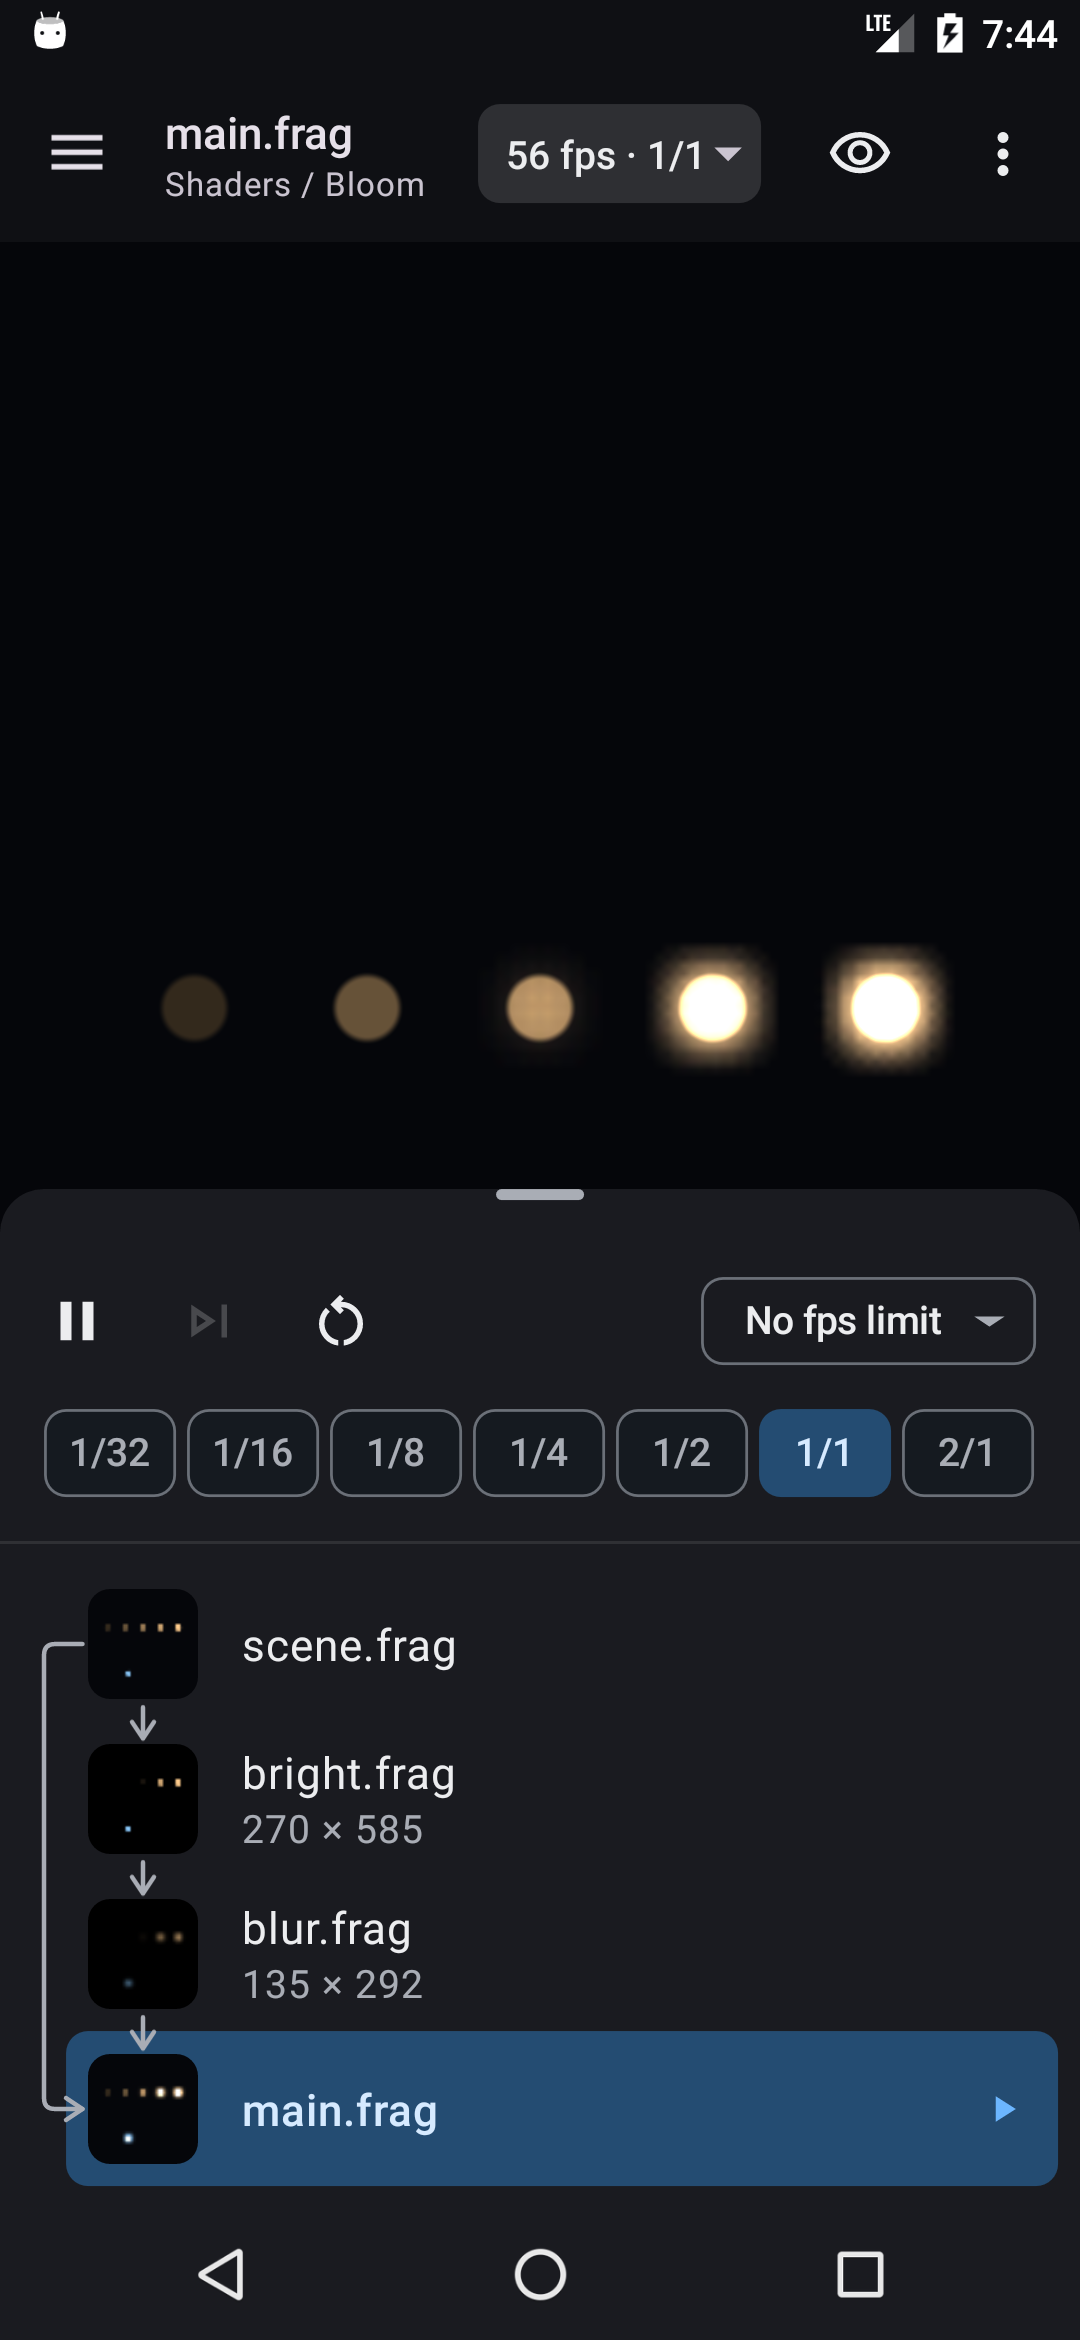 LTE 7:44
main.frag
Shaders / Bloom
56 fps · 1/1
No fps limit
1/32 1/16 1/8 1/4 1/2 1/1 2/1
scene.frag
bright.frag
270 × 585
blur.frag
135 × 292
main.frag